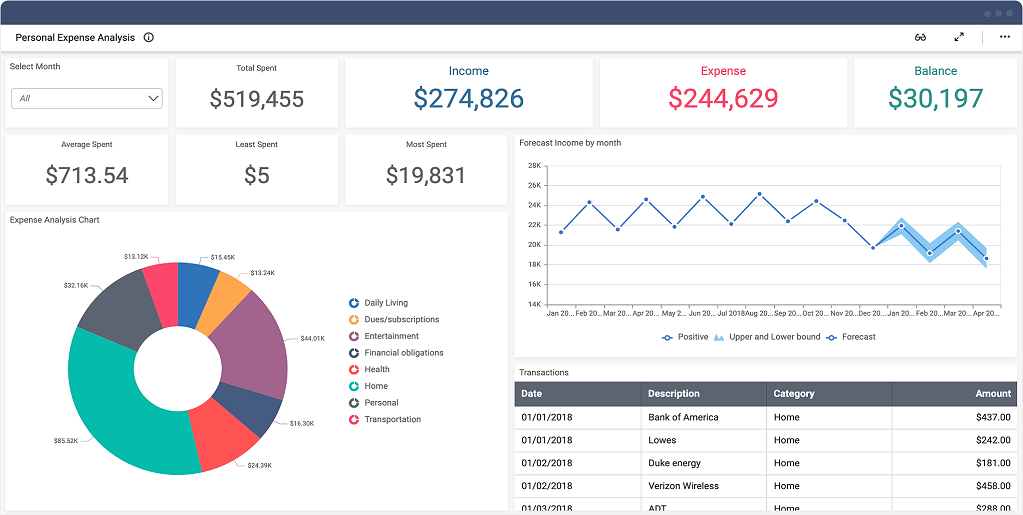 Personal Expense Analysis
Select Month
All
Total Spent
$519,455
Income
$274,826
Expense
$244,629
Balance
$30,197
Average Spent
$713.54
Least Spent
$5
Most Spent
$19,831
Expense Analysis Chart
$13.12K
$15.45K
$13.24K
$32.16K
$44.01K
$85.52K
$16.30K
$24.39K
Daily Living
Dues/subscriptions
Entertainment
Financial obligations
Health
Home
Personal
Transportation
Forecast Income by month
28K
26K
24K
22K
20K
18K
16K
14K
Jan 20... Feb 20... Mar 20... Apr 20... May 2... Jun 20... Jul 2018 Aug 20... Sep 20... Oct 20... Nov 20... Dec 20... Jan 20... Feb 20... Mar 20... Apr 20...
Positive Upper and Lower bound Forecast
Transactions
Date Description Category Amount
01/01/2018 Bank of America Home $437.00
01/01/2018 Lowes Home $242.00
01/02/2018 Duke energy Home $181.00
01/02/2018 Verizon Wireless Home $458.00
01/03/2018 ADT Home $288.00